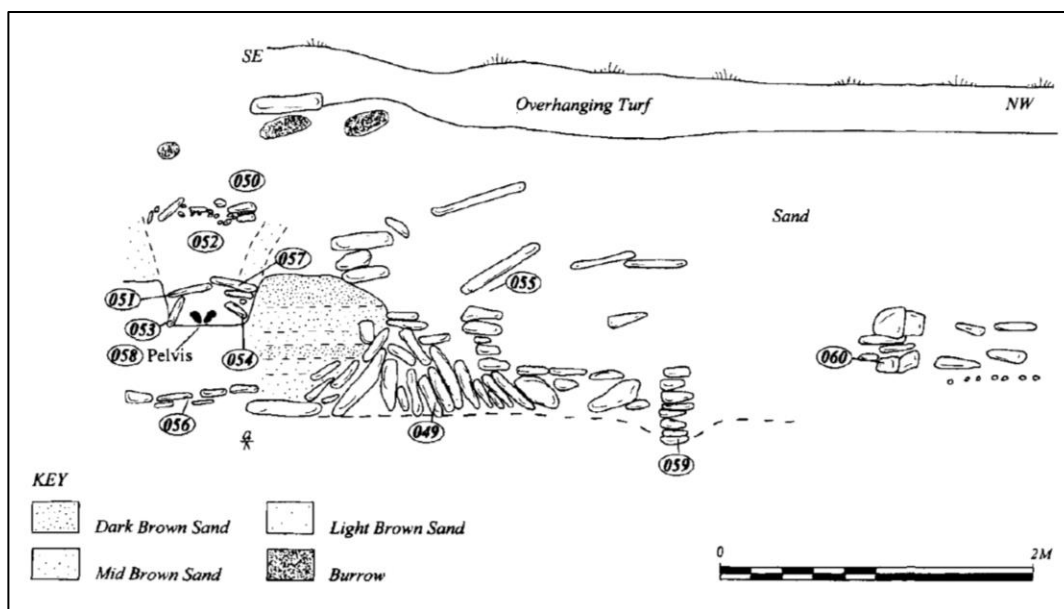 SE
Overhanging Turf
NW
050
Sand
052
057
051
055
053
060
058 Pelvis
054
056
049
059
KEY
Dark Brown Sand
Light Brown Sand
Mid Brown Sand
Burrow
0
2M